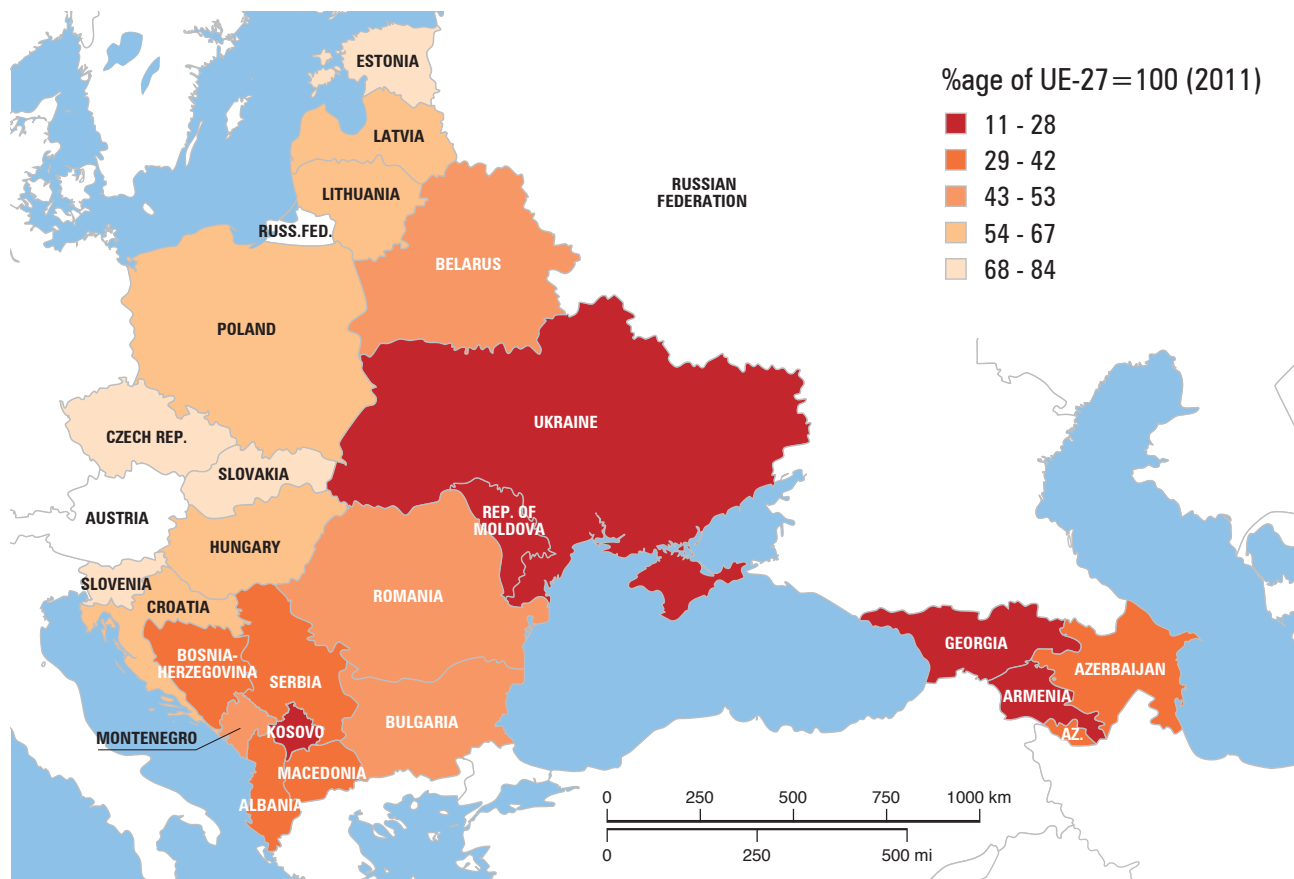 ESTONIA
%age of UE-27=100 (2011)
11 - 28
29 - 42
43 - 53
54 - 67
68 - 84
LATVIA
RUSSIAN
FEDERATION
LITHUANIA
RUSS.FED.
BELARUS
POLAND
UKRAINE
CZECH REP.
SLOVAKIA
AUSTRIA
REP. OF
MOLDOVA
HUNGARY
SLOVENIA
ROMANIA
CROATIA
BOSNIA-
HERZEGOVINA
SERBIA
GEORGIA
AZERBAIJAN
ARMENIA
BULGARIA
KOSOVO
MONTENEGRO
AZ.
MACEDONIA
ALBANIA
0 250 500 750 1000 km
0 250 500 mi